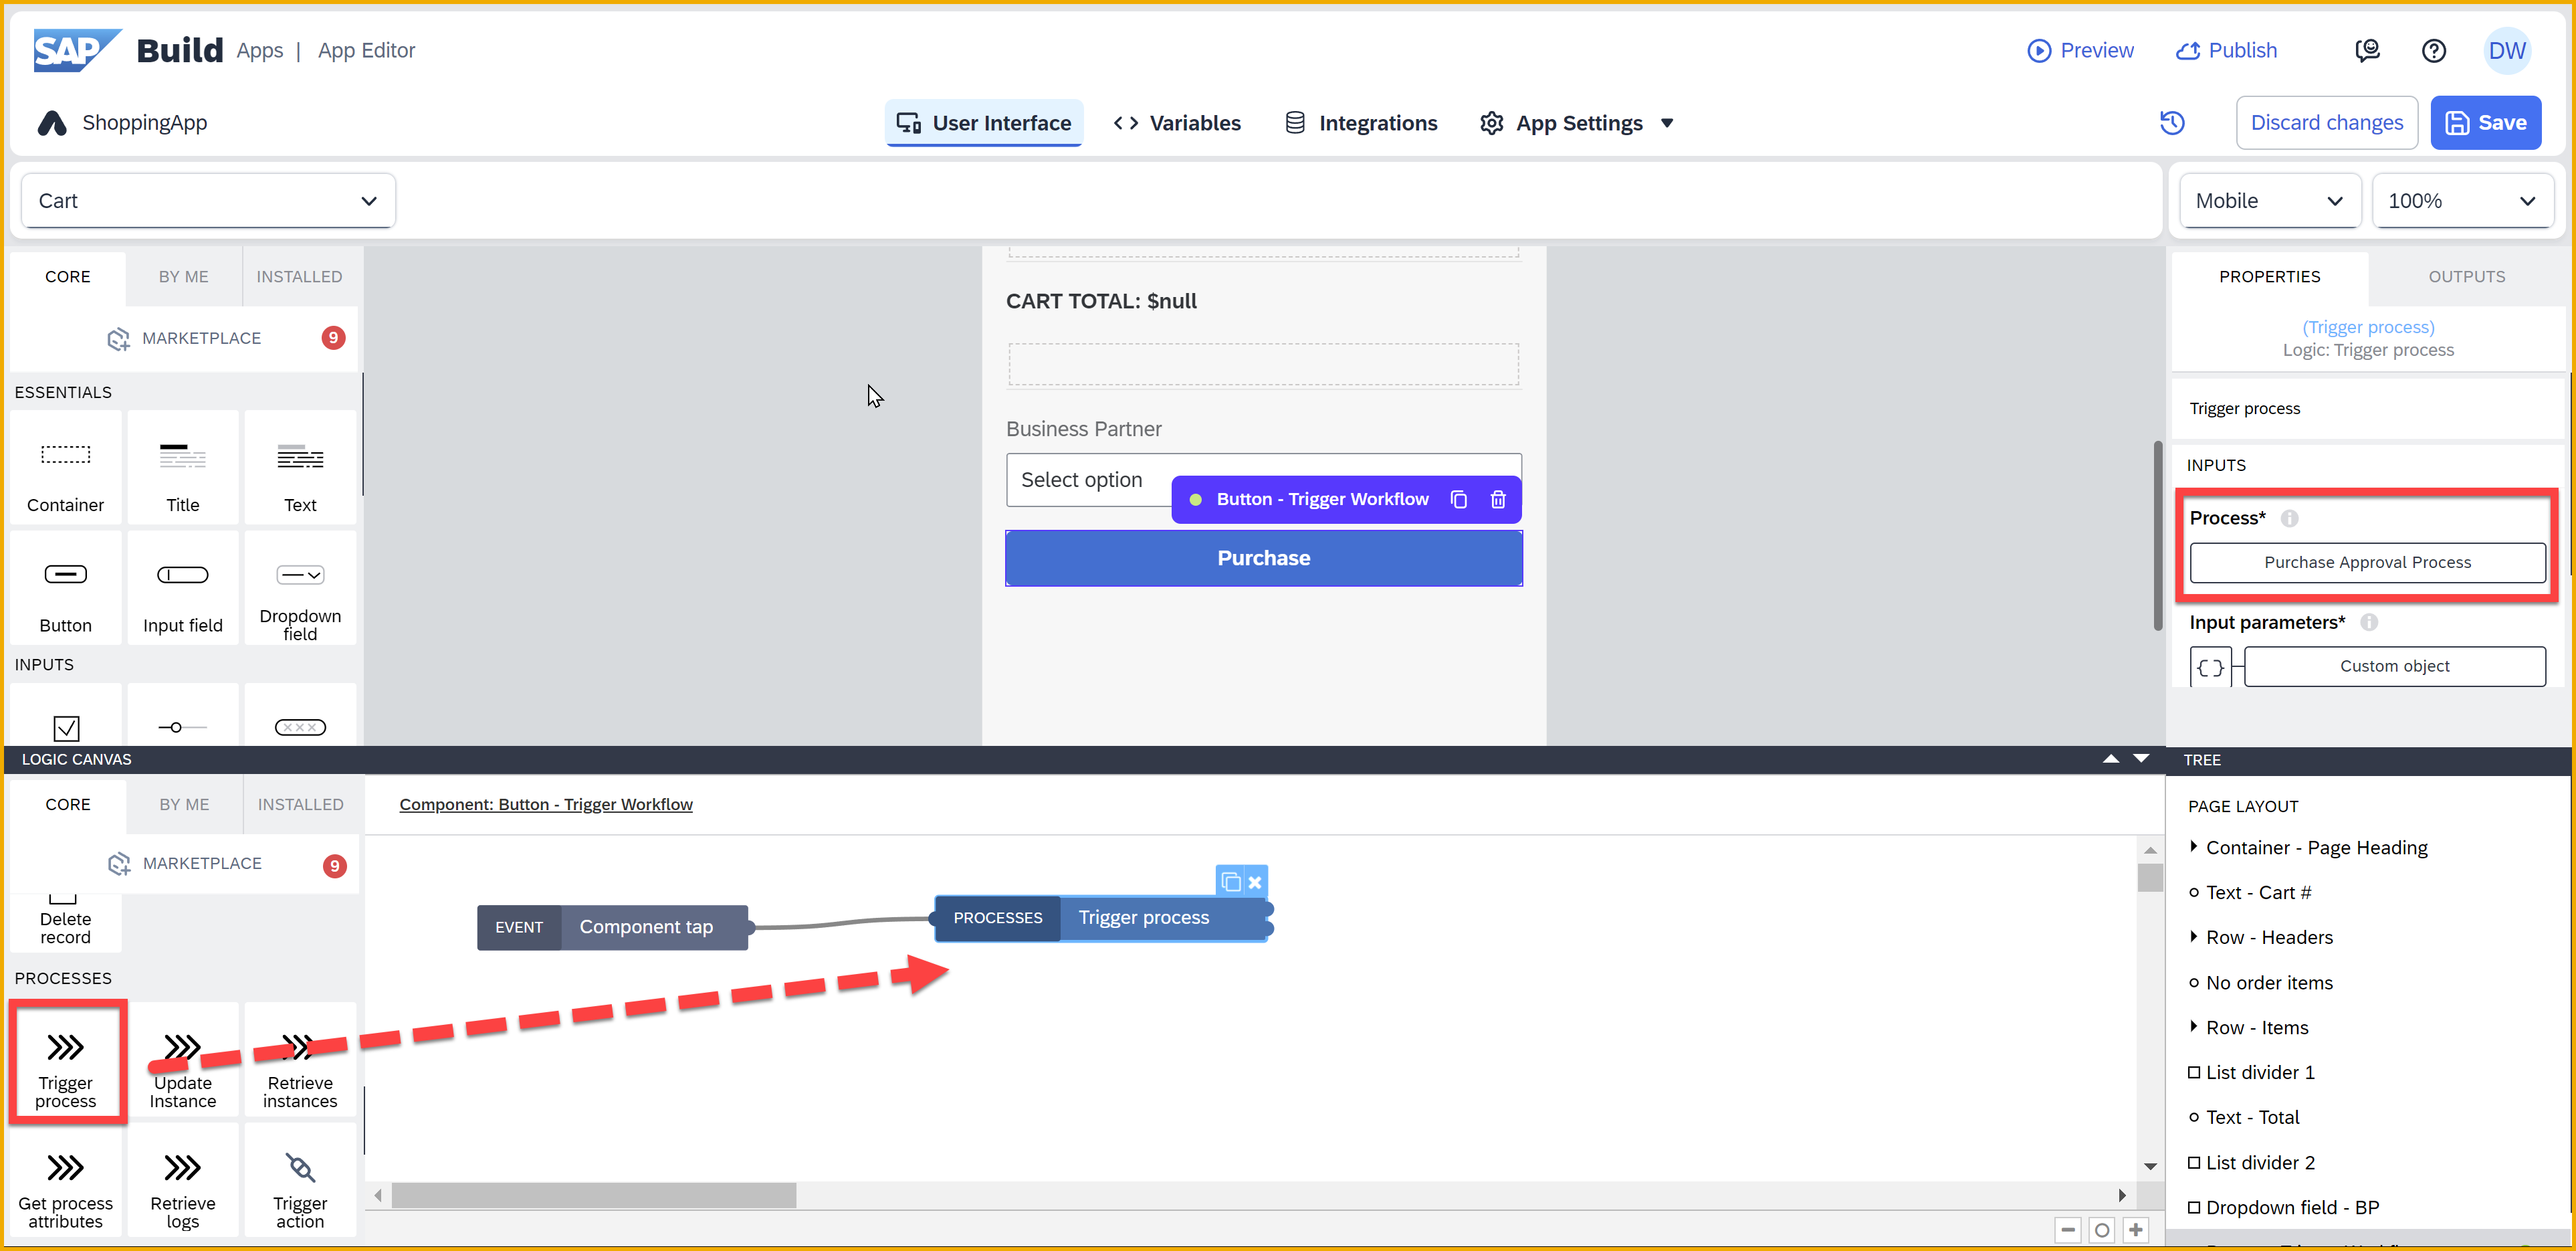 SAP Build Apps | App Editor
Preview
Publish
DW
ShoppingApp
User Interface
Variables
Integrations
App Settings
Discard changes
Save
Cart
Mobile
100%
CORE
BY ME
INSTALLED
MARKETPLACE
9
ESSENTIALS
Container
Title
Text
Button
Input field
Dropdown
field
INPUTS
CART TOTAL: $null
Business Partner
Select option
Button - Trigger Workflow
Purchase
PROPERTIES
OUTPUTS
(Trigger process)
Logic: Trigger process
Trigger process
INPUTS
Process*
Purchase Approval Process
Input parameters*
Custom object
LOGIC CANVAS
CORE
BY ME
INSTALLED
MARKETPLACE
9
Delete
record
PROCESSES
Trigger
process
Update
Instance
Retrieve
instances
Get process
attributes
Retrieve
logs
Trigger
action
Component: Button - Trigger Workflow
EVENT
Component tap
PROCESSES
Trigger process
TREE
PAGE LAYOUT
Container - Page Heading
Text - Cart #
Row - Headers
No order items
Row - Items
List divider 1
Text - Total
List divider 2
Dropdown field - BP